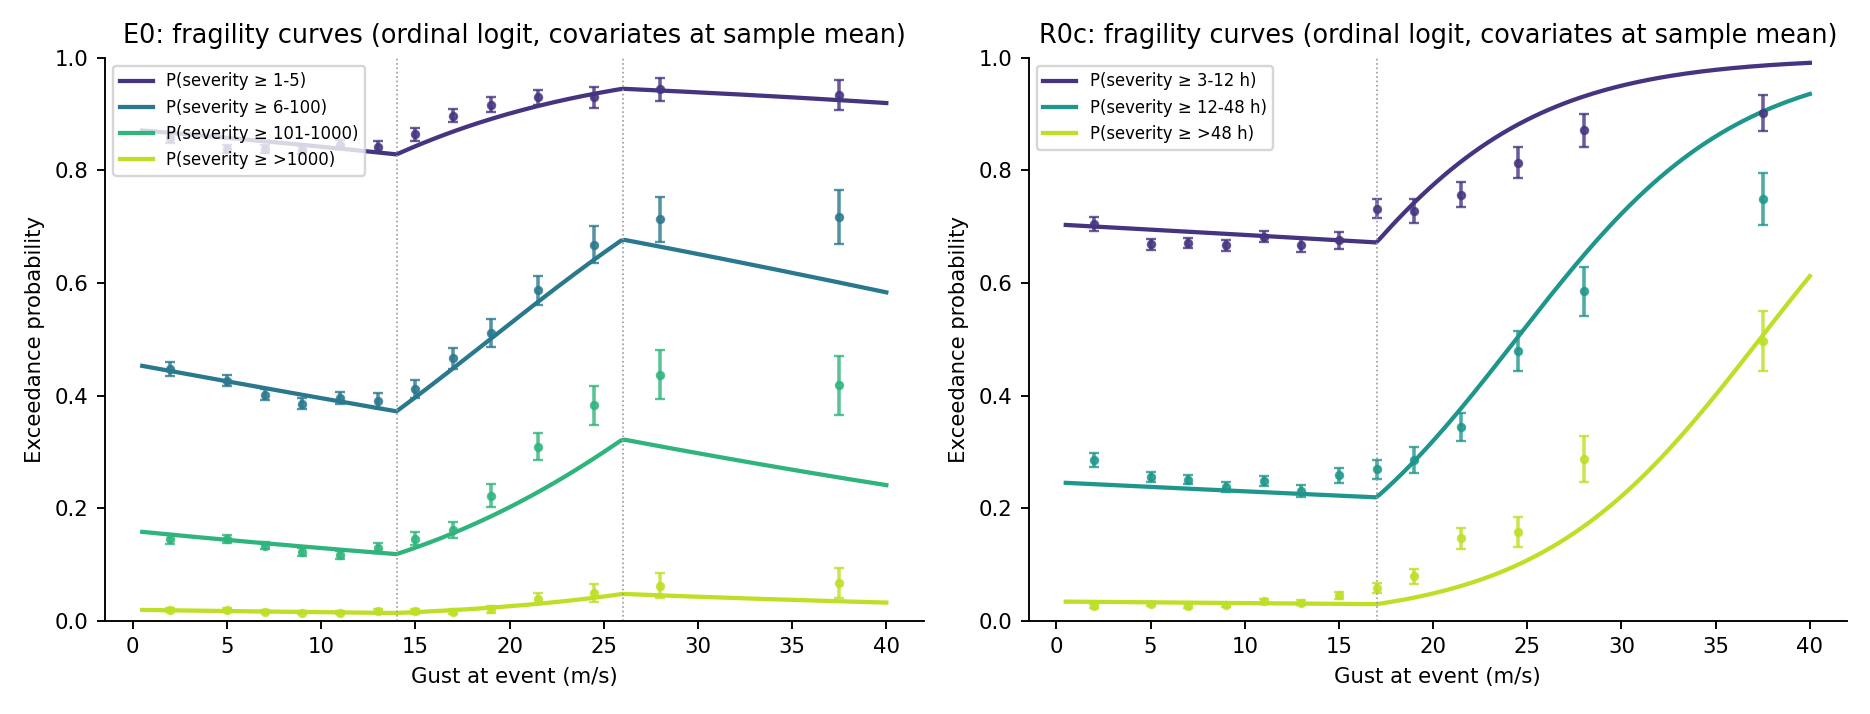 E0: fragility curves (ordinal logit, covariates at sample mean)
P(severity ≥ 1-5)
P(severity ≥ 6-100)
P(severity ≥ 101-1000)
P(severity ≥ >1000)
Exceedance probability
1.0
0.8
0.6
0.4
0.2
0.0
0 5 10 15 20 25 30 35 40
Gust at event (m/s)
R0c: fragility curves (ordinal logit, covariates at sample mean)
P(severity ≥ 3-12 h)
P(severity ≥ 12-48 h)
P(severity ≥ >48 h)
Exceedance probability
1.0
0.8
0.6
0.4
0.2
0.0
0 5 10 15 20 25 30 35 40
Gust at event (m/s)